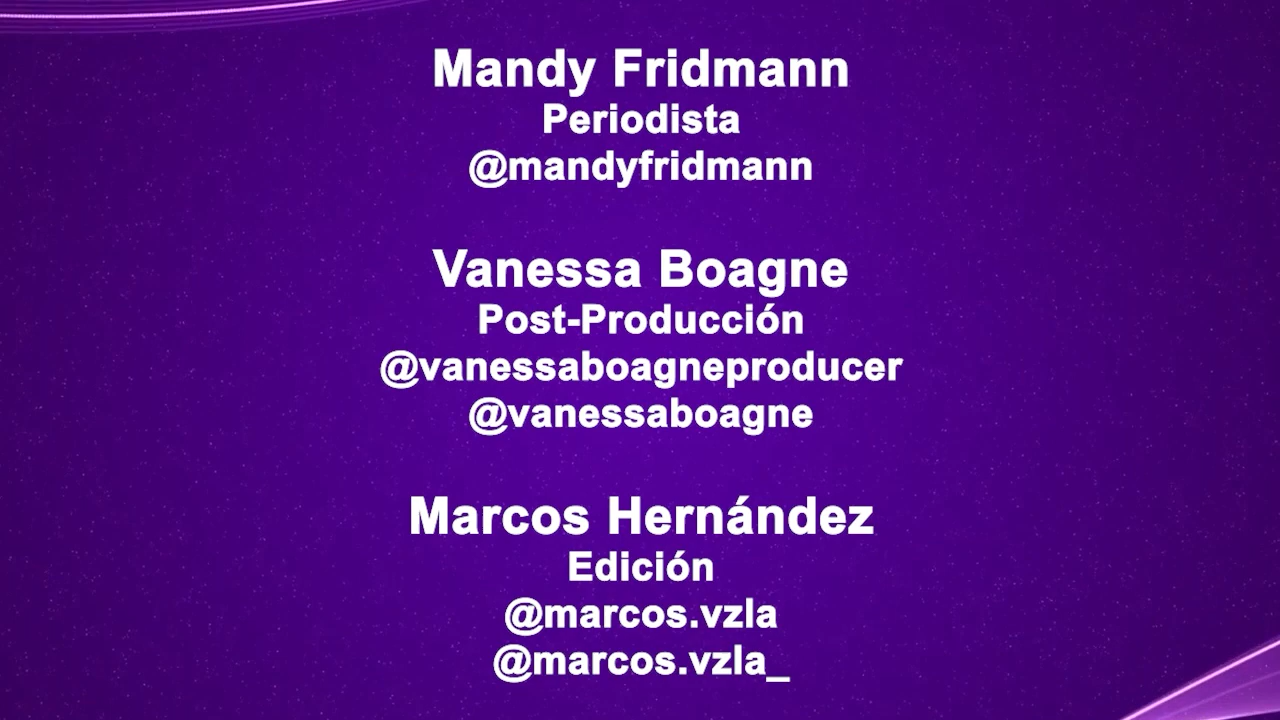 Mandy Fridmann
Periodista
@mandyfridmann
Vanessa Boagne
Post-Producción
@vanessaboagneproducer
@vanessaboagne
Marcos Hernández
Edición
@marcos.vzla
@marcos.vzla_